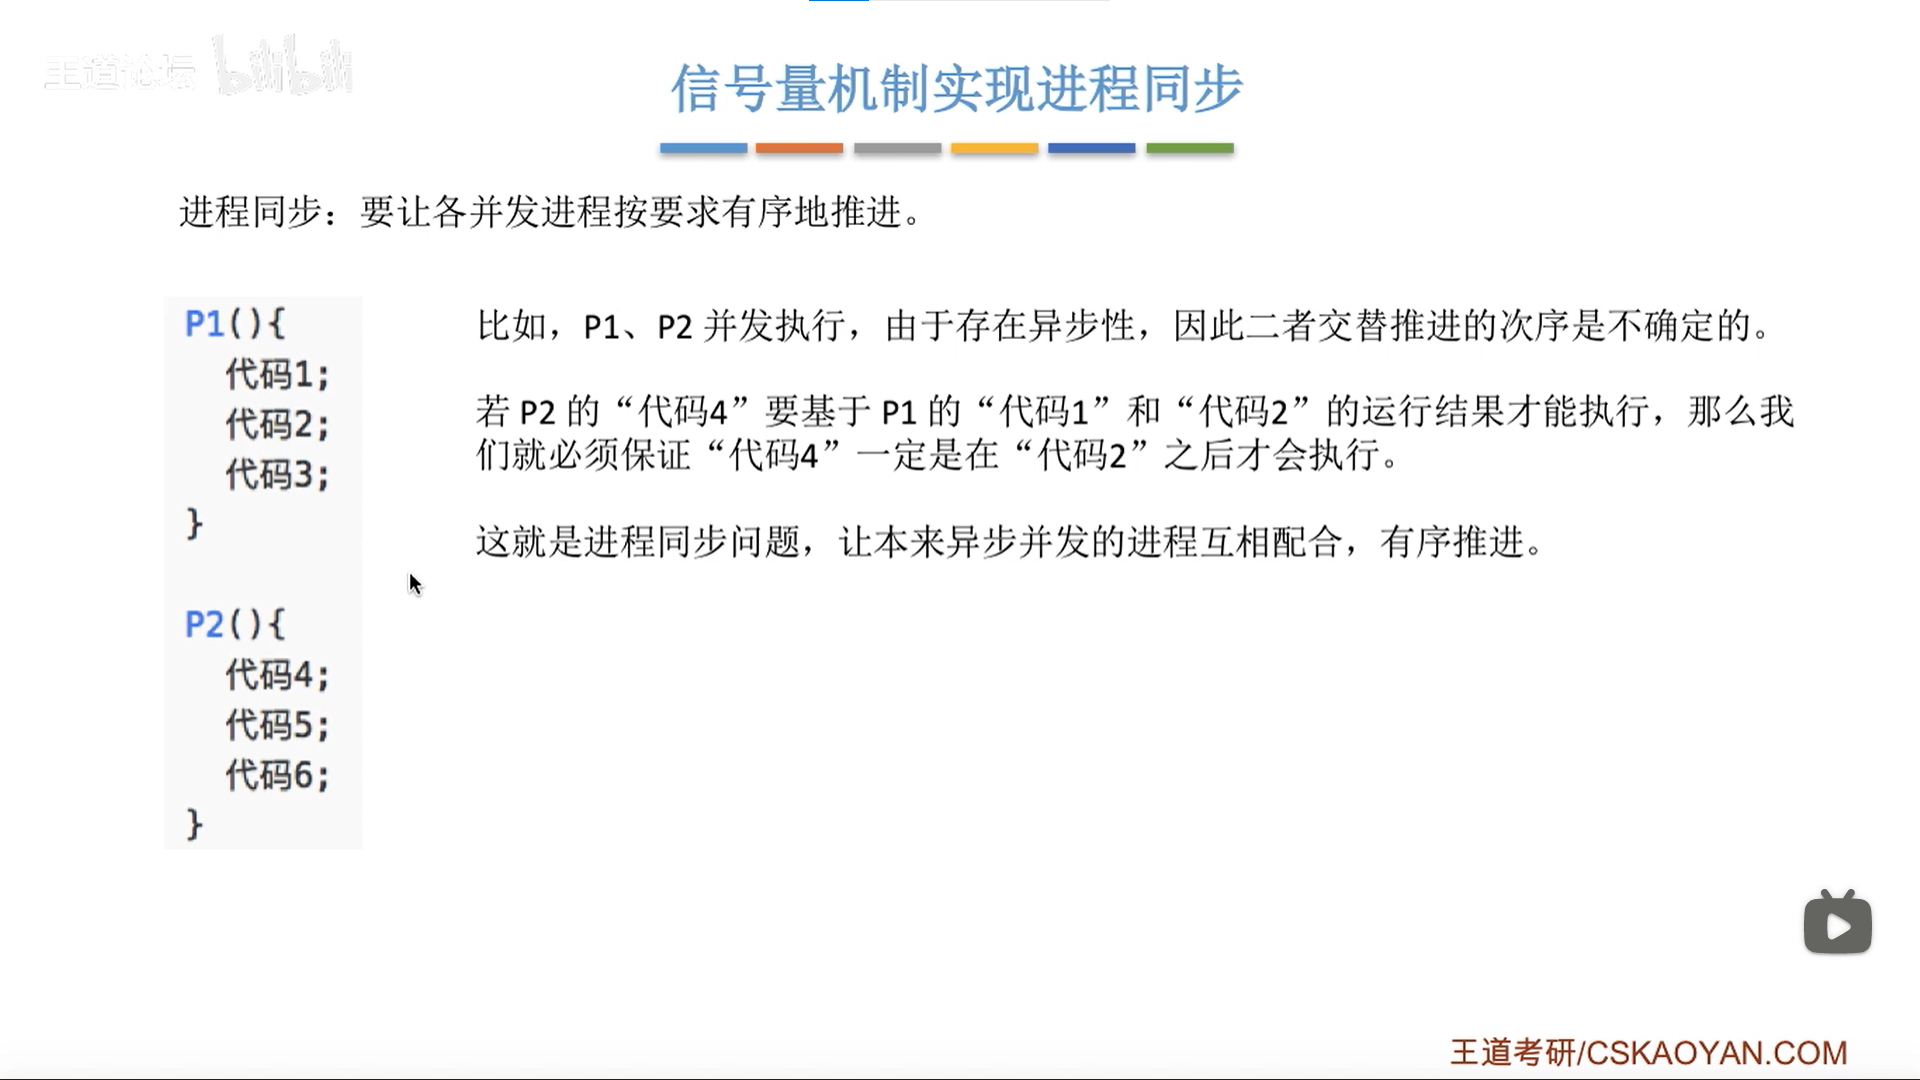 王道论坛 bilibili
信号量机制实现进程同步
进程同步：要让各并发进程按要求有序地推进。
P1(){
代码1;
代码2;
代码3;
}
P2(){
代码4;
代码5;
代码6;
}
比如，P1、P2 并发执行，由于存在异步性，因此二者交替推进的次序是不确定的。
若 P2 的“代码4”要基于 P1 的“代码1”和“代码2”的运行结果才能执行，那么我
们就必须保证“代码4”一定是在“代码2”之后才会执行。
这就是进程同步问题，让本来异步并发的进程互相配合，有序推进。
王道考研/CSKAOYAN.COM